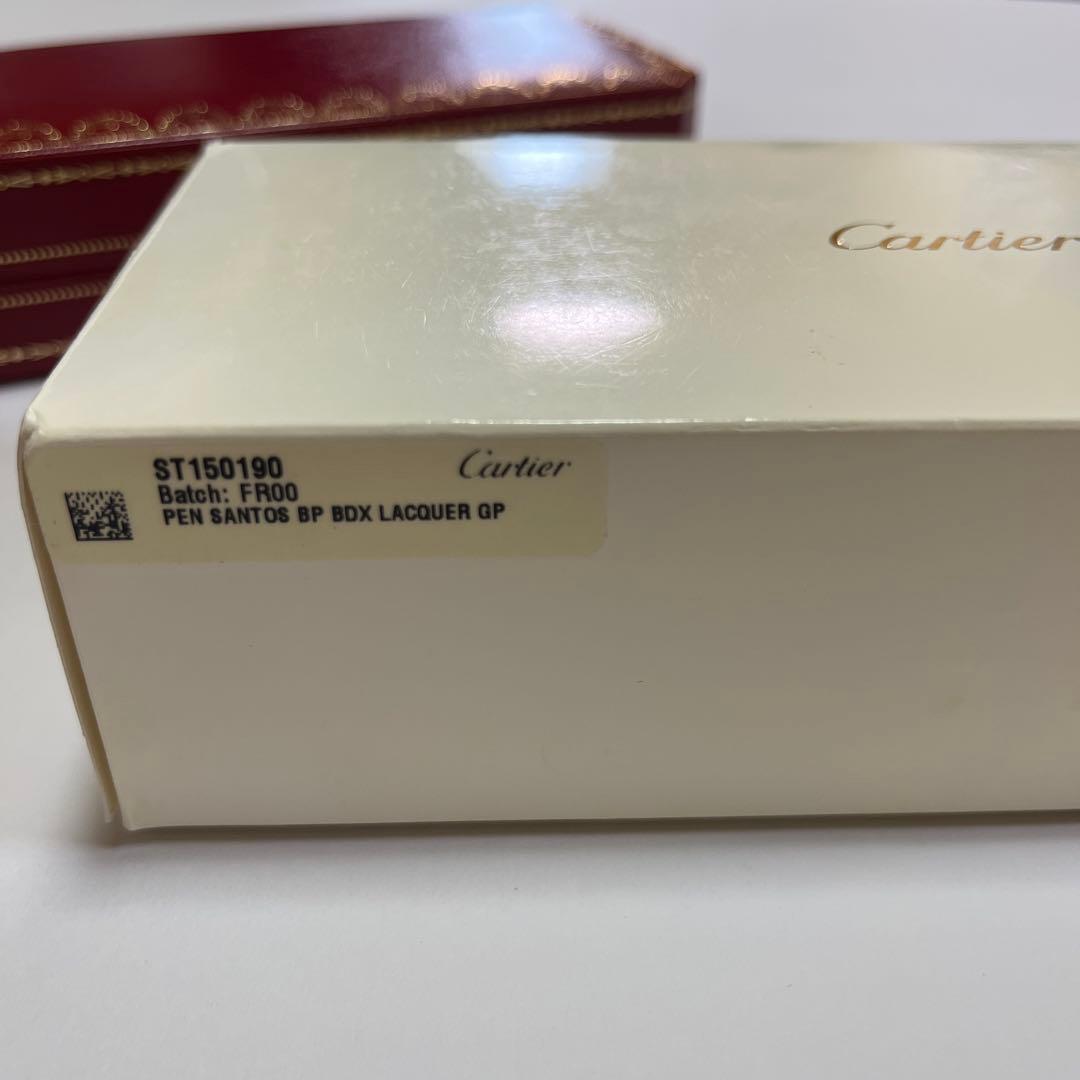 Cartier
ST150190
Cartier
Batch: FR00
PEN SANTOS BP BDX LACQUER GP